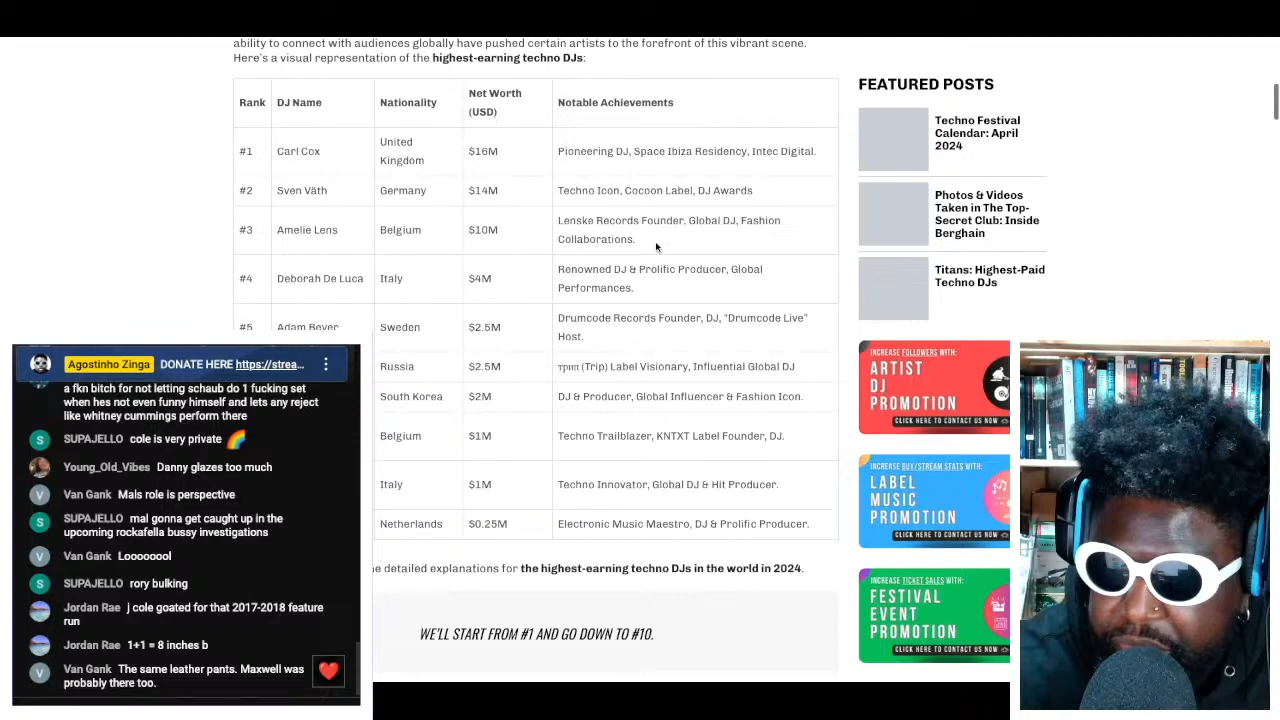 ability to connect with audiences globally have pushed certain artists to the forefront of this vibrant scene.
Here's a visual representation of the highest-earning techno DJs:
Rank DJ Name Nationality Net Worth (USD) Notable Achievements
#1 Carl Cox United Kingdom $16M Pioneering DJ, Space Ibiza Residency, Intec Digital.
#2 Sven Väth Germany $14M Techno Icon, Cocoon Label, DJ Awards
#3 Amelie Lens Belgium $10M Lenske Records Founder, Global DJ, Fashion
Collaborations.
#4 Deborah De Luca Italy $4M Renowned DJ & Prolific Producer, Global
Performances.
#5 Adam Beyer Sweden $2.5M Drumcode Records Founder, DJ, "Drumcode Live"
Host.
Russia $2.5M трип (Trip) Label Visionary, Influential Global DJ
South Korea $2M DJ & Producer, Global Influencer & Fashion Icon.
Belgium $1M Techno Trailblazer, KNTXT Label Founder, DJ.
Italy $1M Techno Innovator, Global DJ & Hit Producer.
Netherlands $0.25M Electronic Music Maestro, DJ & Prolific Producer.
e detailed explanations for the highest-earning techno DJs in the world in 2024.
WE'LL START FROM #1 AND GO DOWN TO #10.
FEATURED POSTS
Techno Festival
Calendar: April
2024
Photos & Videos
Taken in The Top-
Secret Club: Inside
Berghain
Titans: Highest-Paid
Techno DJs
INCREASE FOLLOWERS WITH:
ARTIST
DJ
PROMOTION
CLICK HERE TO CONTACT US NOW
INCREASE BUY/STREAM STATS WITH:
LABEL
MUSIC
PROMOTION
CLICK HERE TO CONTACT US NOW
INCREASE TICKET SALES WITH:
FESTIVAL
EVENT
PROMOTION
CLICK HERE TO CONTACT US NOW
Agostinho Zinga DONATE HERE https://strea...
a fkn bitch for not letting schaub do 1 fucking set
when hes not even funny himself and lets any reject
like whitney cummings perform there
S SUPAJELLO cole is very private
Young_Old_Vibes Danny glazes too much
V Van Gank Mals role is perspective
S SUPAJELLO mal gonna get caught up in the
upcoming rockafella bussy investigations
V Van Gank Looooool
S SUPAJELLO rory bulking
Jordan Rae j cole goated for that 2017-2018 feature
run
Jordan Rae 1+1 = 8 inches b
V Van Gank The same leather pants. Maxwell was
probably there too.